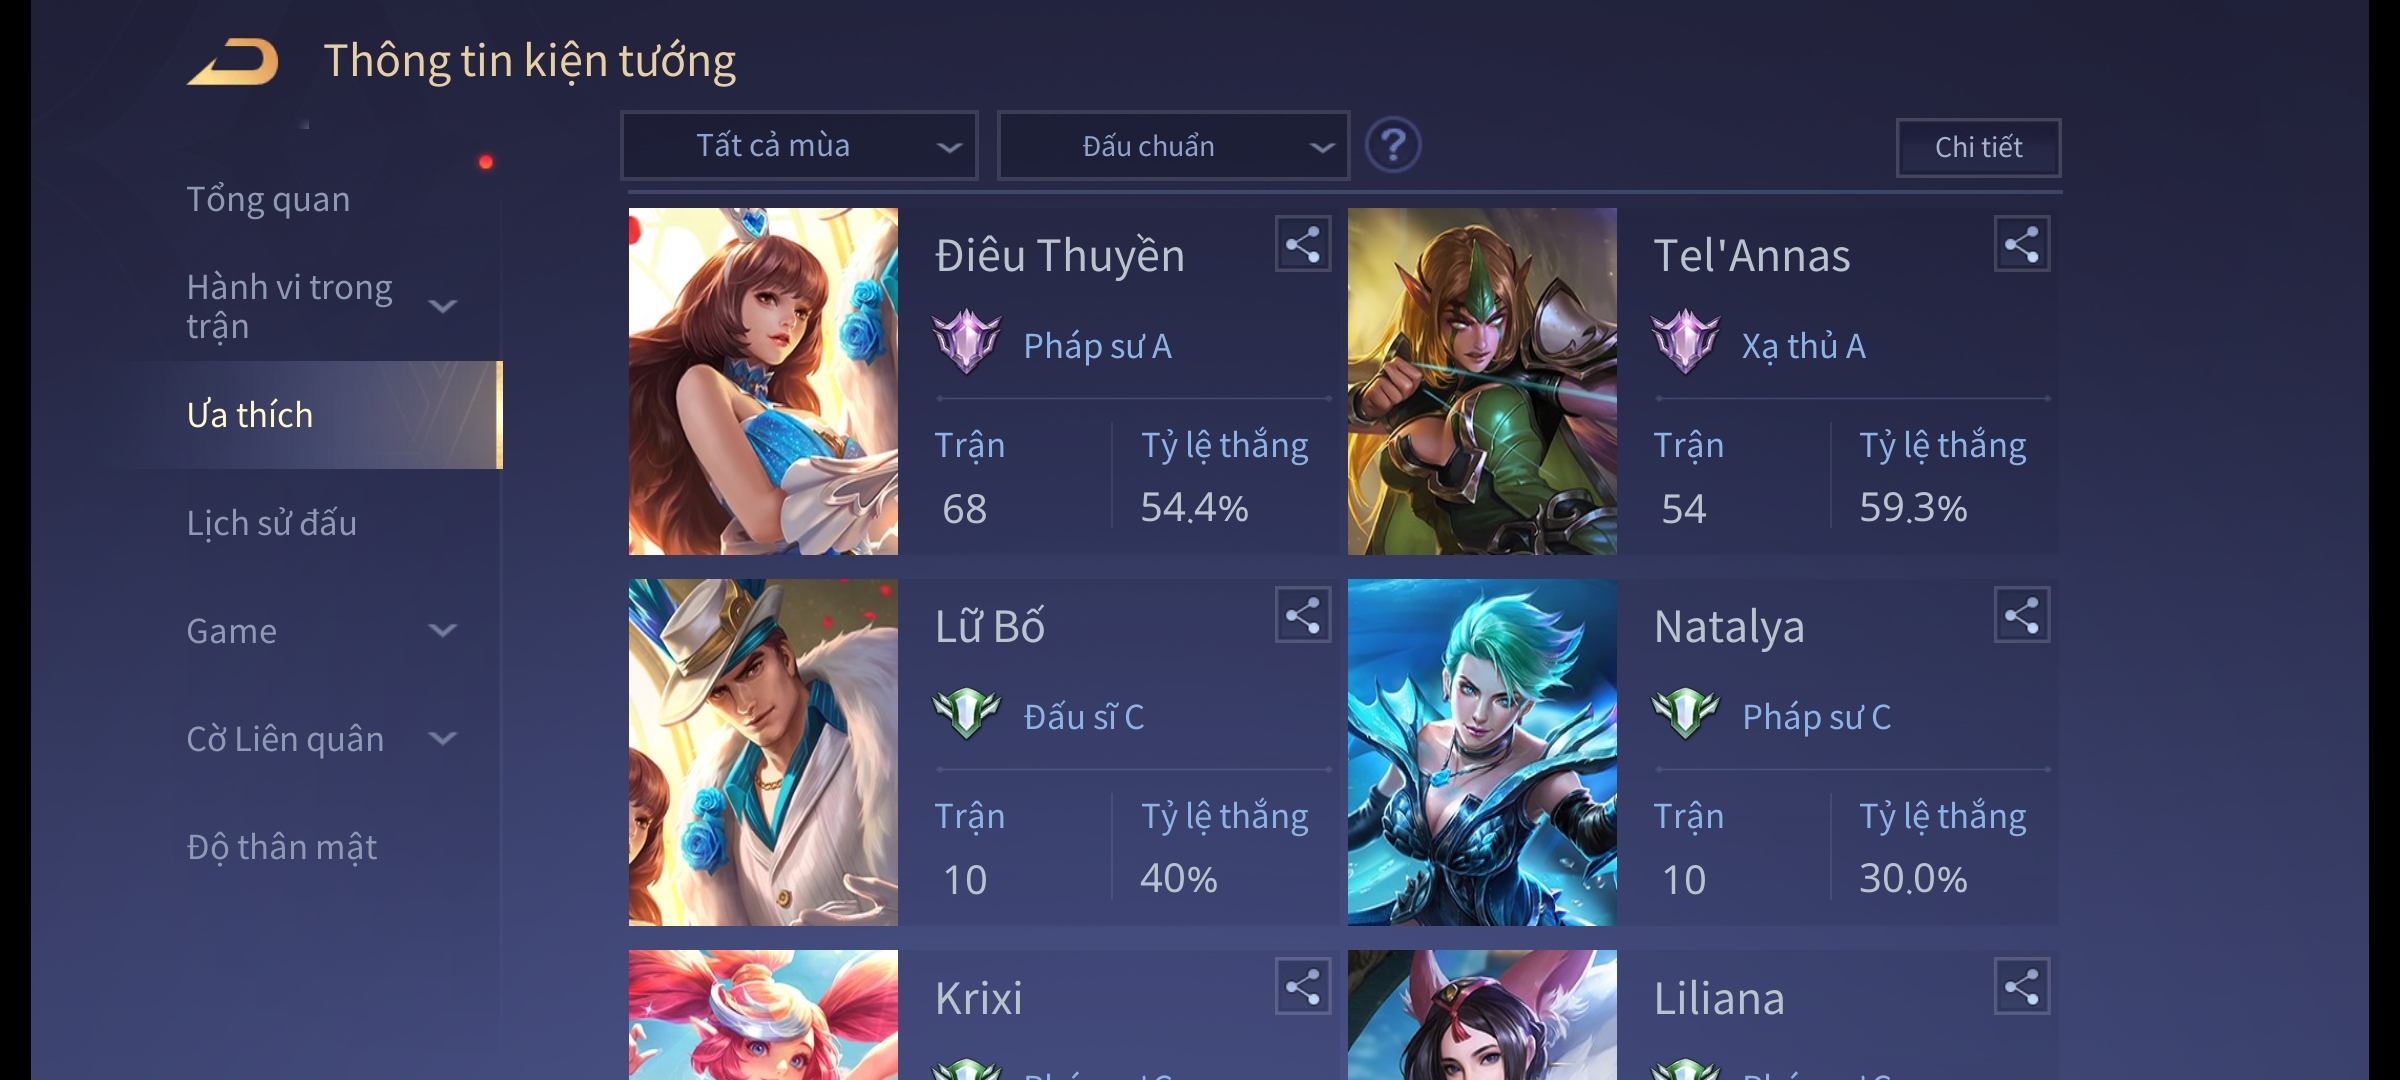 Thông tin kiện tướng
Tất cả mùa
Đấu chuẩn
?
Chi tiết
Tổng quan
Hành vi trong
trận
Ưa thích
Lịch sử đấu
Game
Cờ Liên quân
Độ thân mật
Điêu Thuyền
Pháp sư A
Trận
Tỷ lệ thắng
68
54.4%
Tel'Annas
Xạ thủ A
Trận
Tỷ lệ thắng
54
59.3%
Lữ Bố
Đấu sĩ C
Trận
Tỷ lệ thắng
10
40%
Natalya
Pháp sư C
Trận
Tỷ lệ thắng
10
30.0%
Krixi
Liliana